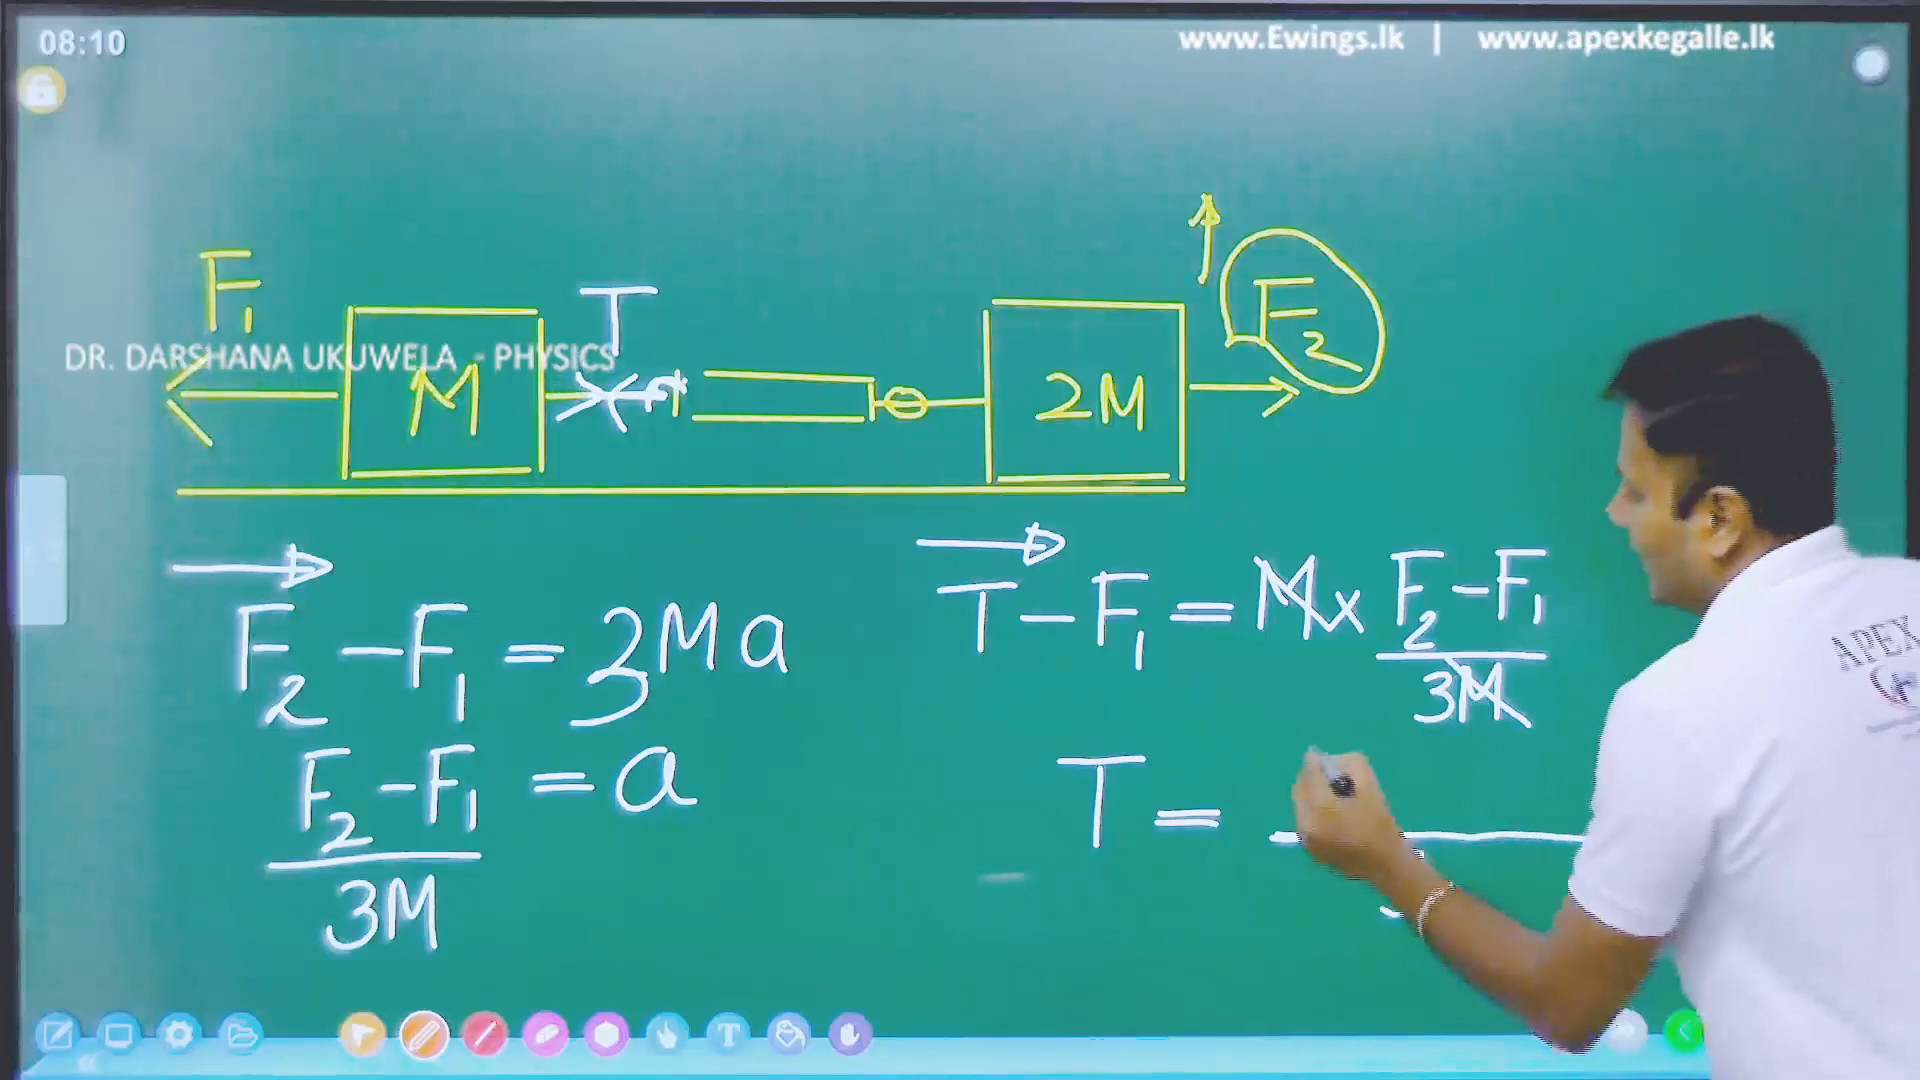 08:10
www.Ewings.lk | www.apexkegalle.lk
F₁
T
F₂
DR. DARSHANA UKUWELA - PHYSICS
M
2M
F₂ - F₁ = 3Ma
T - F₁ = M x (F₂ - F₁)/3M
(F₂ - F₁)/3M = a
T =
APEX
T